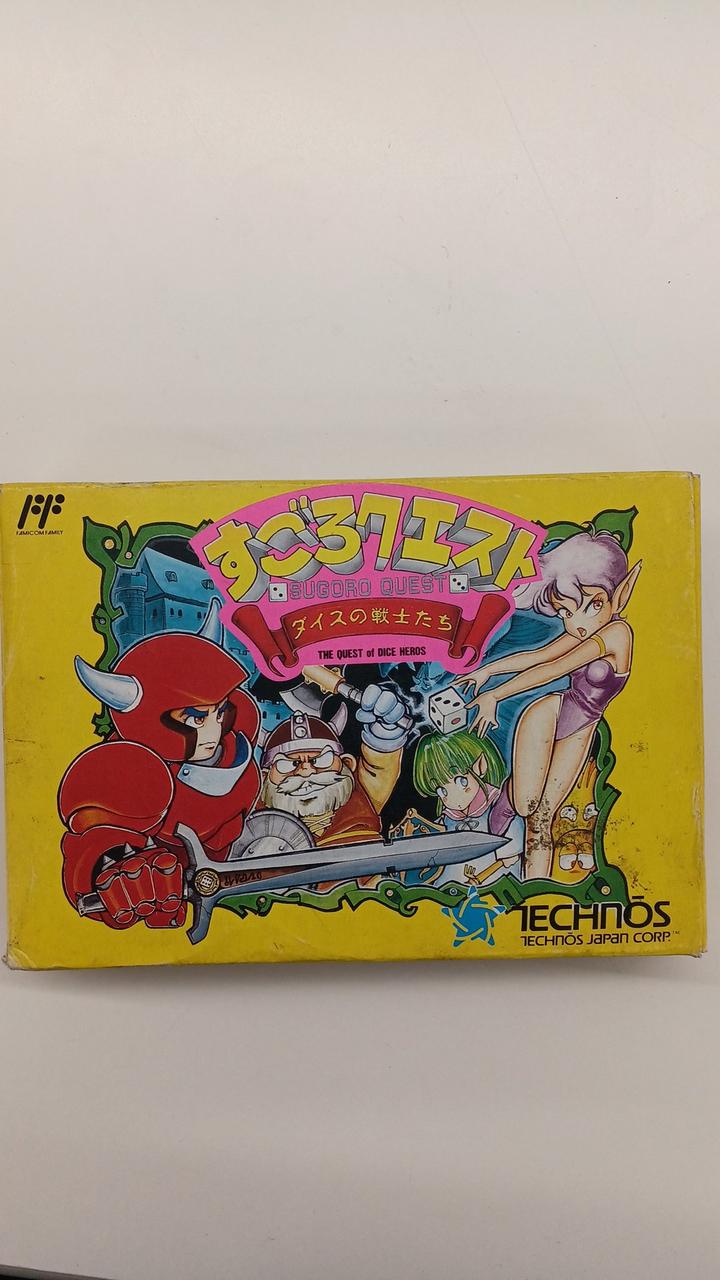 FAMICOM FAMILY
すごろクエスト
SUGORO QUEST
ダイスの戦士たち
THE QUEST of DICE HEROS
TECHNŌS
TECHNŌS JAPAN CORP.™